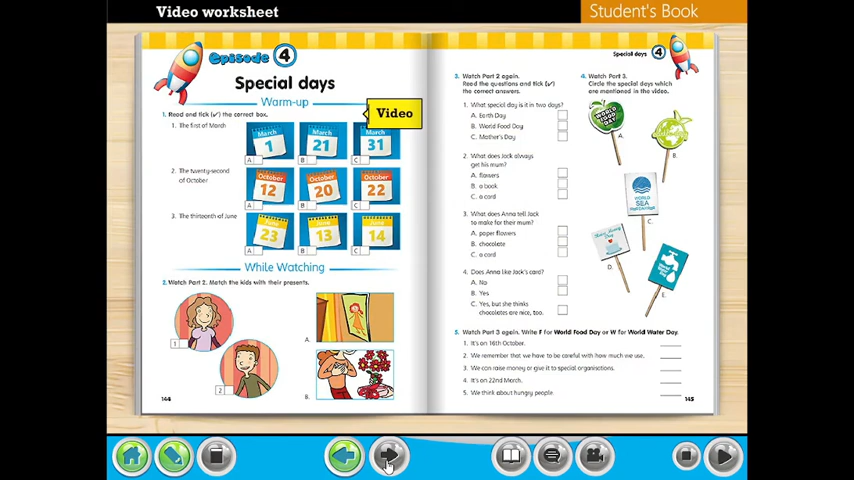 Video worksheet
Student's Book
Episode 4
Special days
Warm-up
1. Read and tick (✔) the correct box.
Video
1. The first of March
March 1
March 21
March 31
A
B
C
2. The twenty-second
of October
October 12
October 20
October 22
A
B
C
3. The thirteenth of June
June 23
June 13
June 14
A
B
C
While Watching
2. Watch Part 2. Match the kids with their presents.
1
A.
2
B.
144
Special days 4
3. Watch Part 2 again.
Read the questions and tick (✔)
the correct answers.
1. What special day is it in two days?
A. Earth Day
B. World Food Day
C. Mother's Day
2. What does Jack always
get his mum?
A. flowers
B. a book
C. a card
3. What does Anna tell Jack
to make for their mum?
A. paper flowers
B. chocolate
C. a card
4. Does Anna like Jack's card?
A. No
B. Yes
C. Yes, but she thinks
chocolates are nice, too.
4. Watch Part 3.
Circle the special days which
are mentioned in the video.
WORLD
FOOD
DAY
A.
B.
WORLD
SEA
C.
D.
E.
5. Watch Part 3 again. Write F for World Food Day or W for World Water Day.
1. It's on 16th October.
2. We remember that we have to be careful with how much we use.
3. We can raise money or give it to special organisations.
4. It's on 22nd March.
5. We think about hungry people.
145